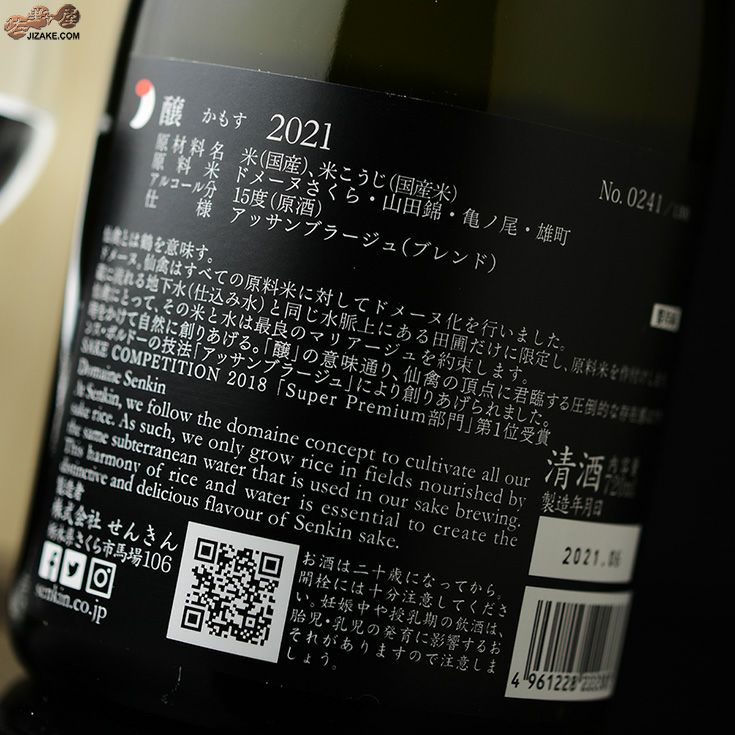 JIZAKE.COM
醸 かもす 2021
原材料名 米(国産)、米こうじ(国産米)
原料米 ドメーヌさくら・山田錦・亀ノ尾・雄町
アルコール分 15度(原酒)
仕様 アッサンブラージュ(ブレンド)
No. 0241/
仙禽とは鶴を意味す。
ドメーヌ。仙禽はすべての原料米に対してドメーヌ化を行いました。
に流れる地下水(仕込み水)と同じ水脈上にある田圃だけに限定し、原料米を作付けし
にとって、その米と水は最良のマリアージュを約束します。
をかけて自然に創りあげる。「醸」の意味通り、仙禽の頂点に君臨する圧倒的な存在感
ンス・ボルドーの技法「アッサンブラージュ」により創りあげられました。
SAKE COMPETITION 2018 「Super Premium部門」第1位受賞
Domaine Senkin
At Senkin, we follow the domaine concept to cultivate all our
sake rice. As such, we only grow rice in fields nourished by
the same subterranean water that is used in our sake brewing.
This harmony of rice and water is essential to create the
distinctive and delicious flavour of Senkin sake.
製造者
株式会社 せんきん
栃木県さくら市馬場106
senkin.co.jp
お酒は二十歳になってから。
開栓には十分注意してくださ
い。妊娠中や授乳期の飲酒は、
胎児・乳児の発育に影響するお
それがありますので注意しま
しょう。
清酒 内容量 720ml
製造年月日
2021.
4 961228